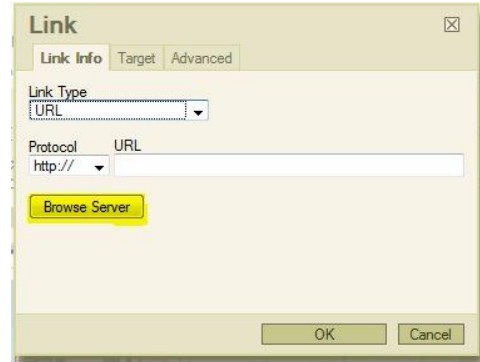 Link
Link Info Target Advanced
Link Type
URL
Protocol URL
http://
Browse Server
OK Cancel